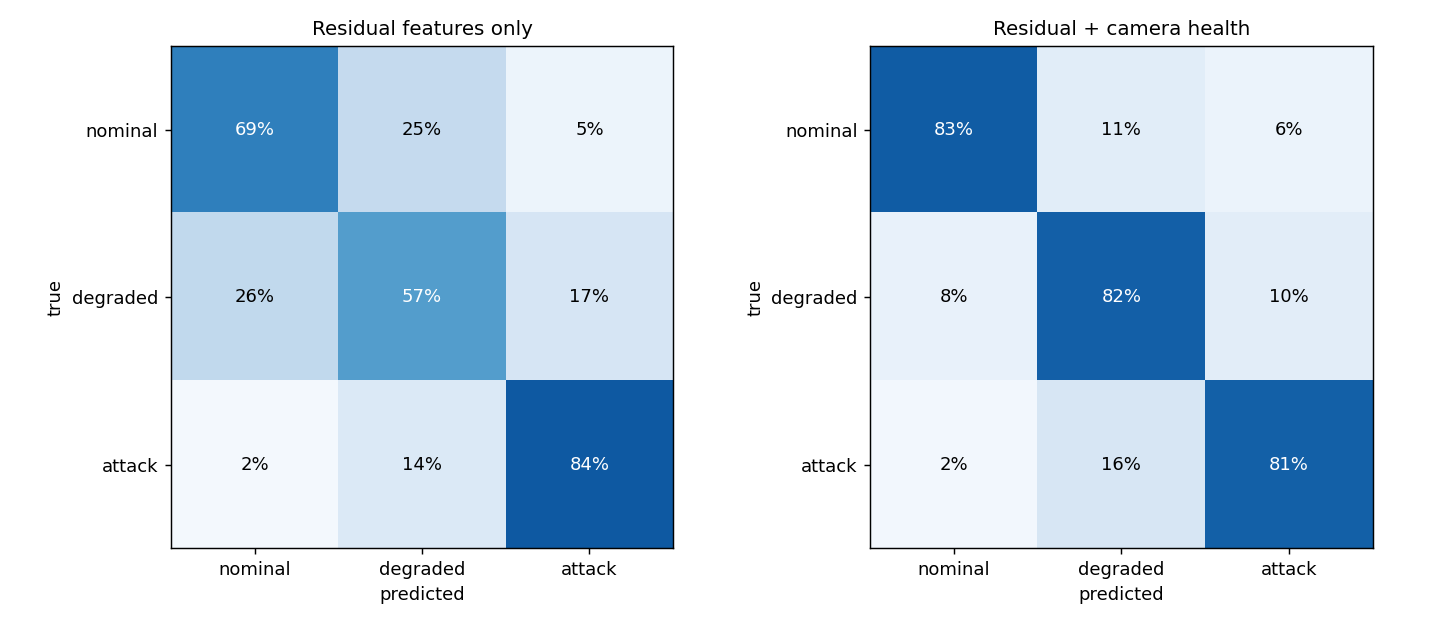 Residual features only
true
nominal 69% 25% 5%
degraded 26% 57% 17%
attack 2% 14% 84%
nominal degraded attack
predicted
Residual + camera health
true
nominal 83% 11% 6%
degraded 8% 82% 10%
attack 2% 16% 81%
nominal degraded attack
predicted